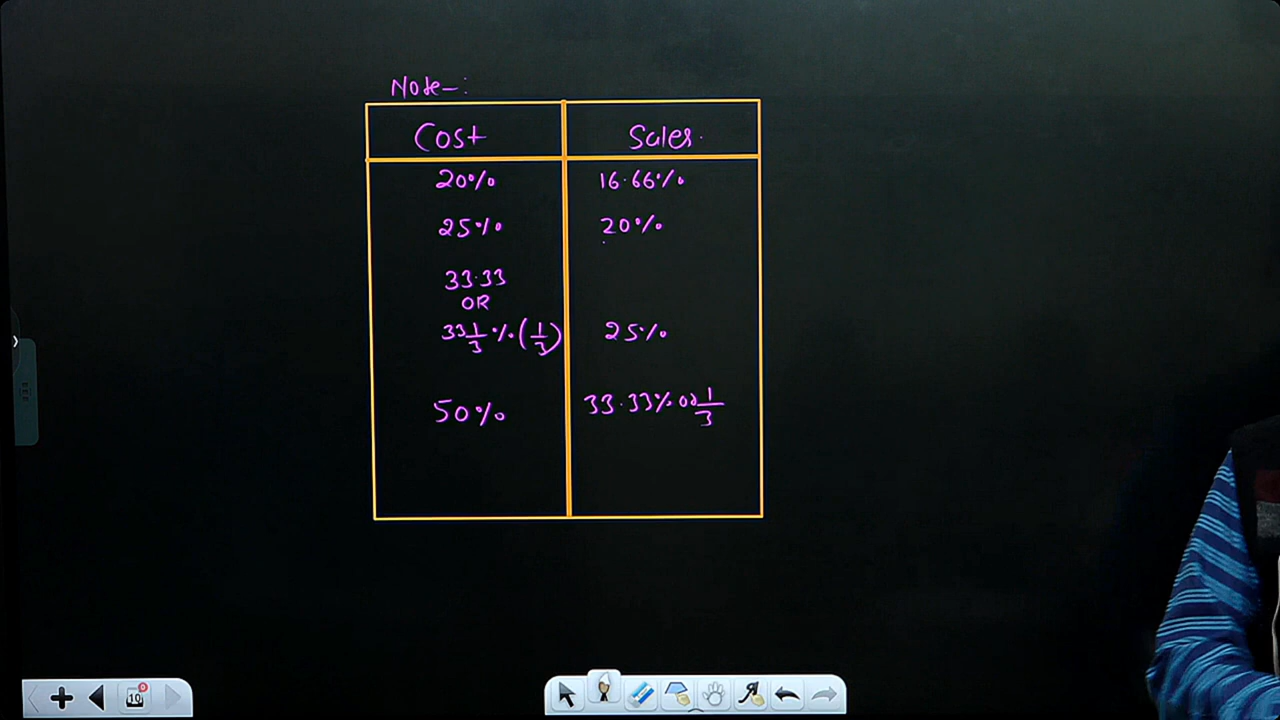 Note-:
Cost Sales.
20% 16.66% 
25% 20%
33.33
OR
33 1/3 % (1/3) 25%
50% 33.33% or 1/3
10